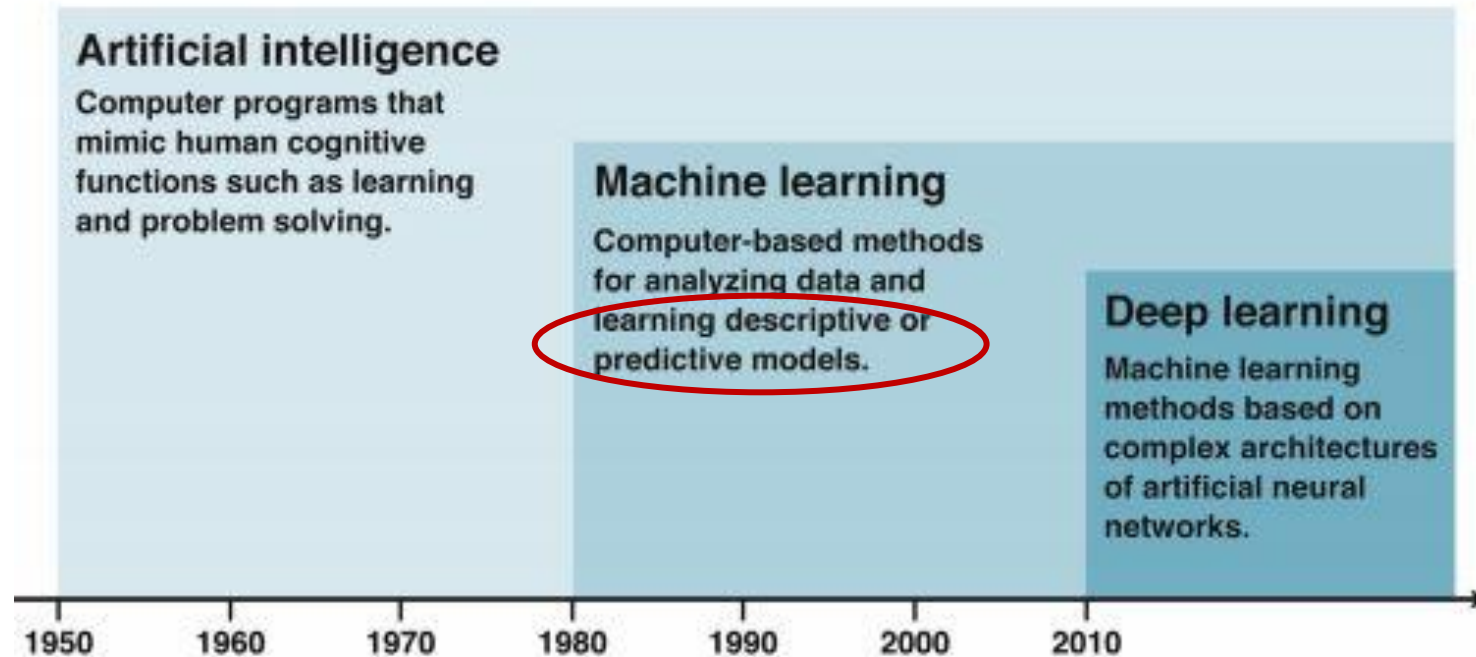 Artificial intelligence
Computer programs that
mimic human cognitive
functions such as learning
and problem solving.
Machine learning
Computer-based methods
for analyzing data and
learning descriptive or
predictive models.
Deep learning
Machine learning
methods based on
complex architectures
of artificial neural
networks.
1950 1960 1970 1980 1990 2000 2010